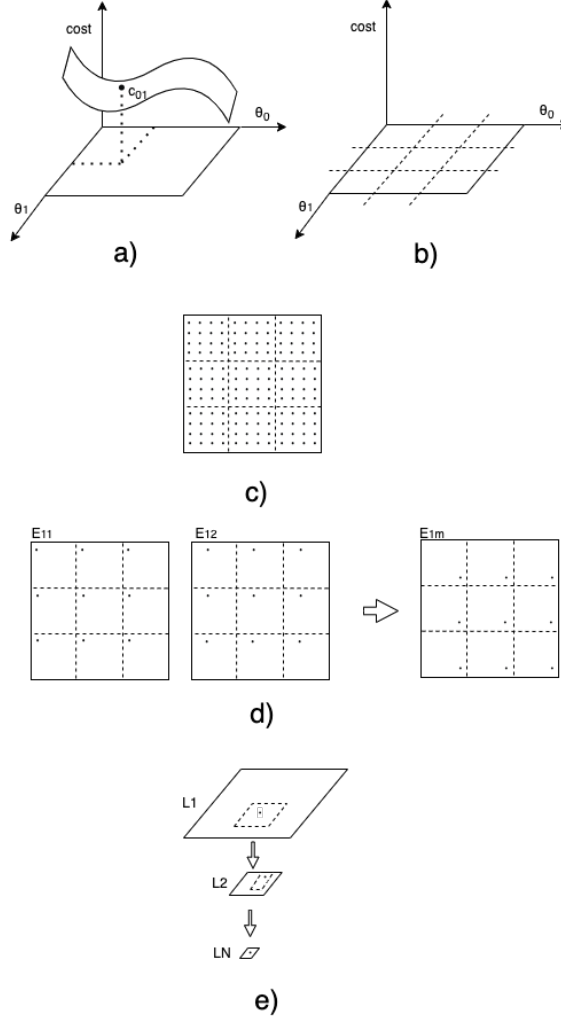 cost
cost
c01
θ0
θ0
θ1
θ1
a)
b)
c)
E11
E12
E1m
d)
L1
L2
LN
e)